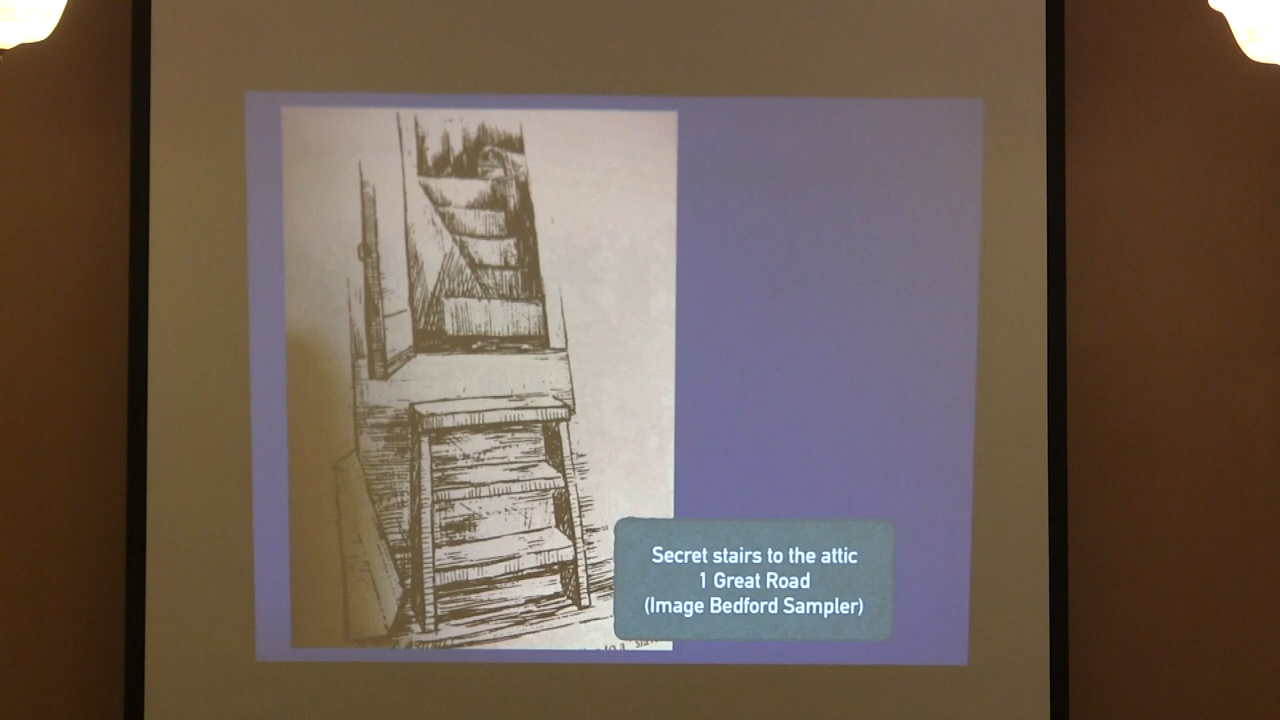 Secret stairs to the attic
1 Great Road
(Image Bedford Sampler)